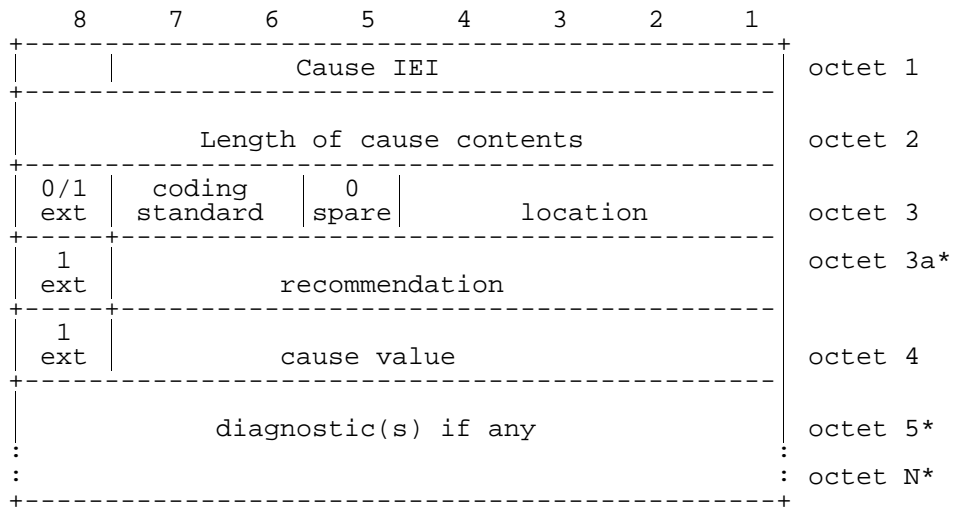 8 7 6 5 4 3 2 1
Cause IEI octet 1
Length of cause contents octet 2
0/1 coding 0
ext standard spare location octet 3
1 octet 3a*
ext recommendation
1
ext cause value octet 4
diagnostic(s) if any octet 5*
: :
: : octet N*